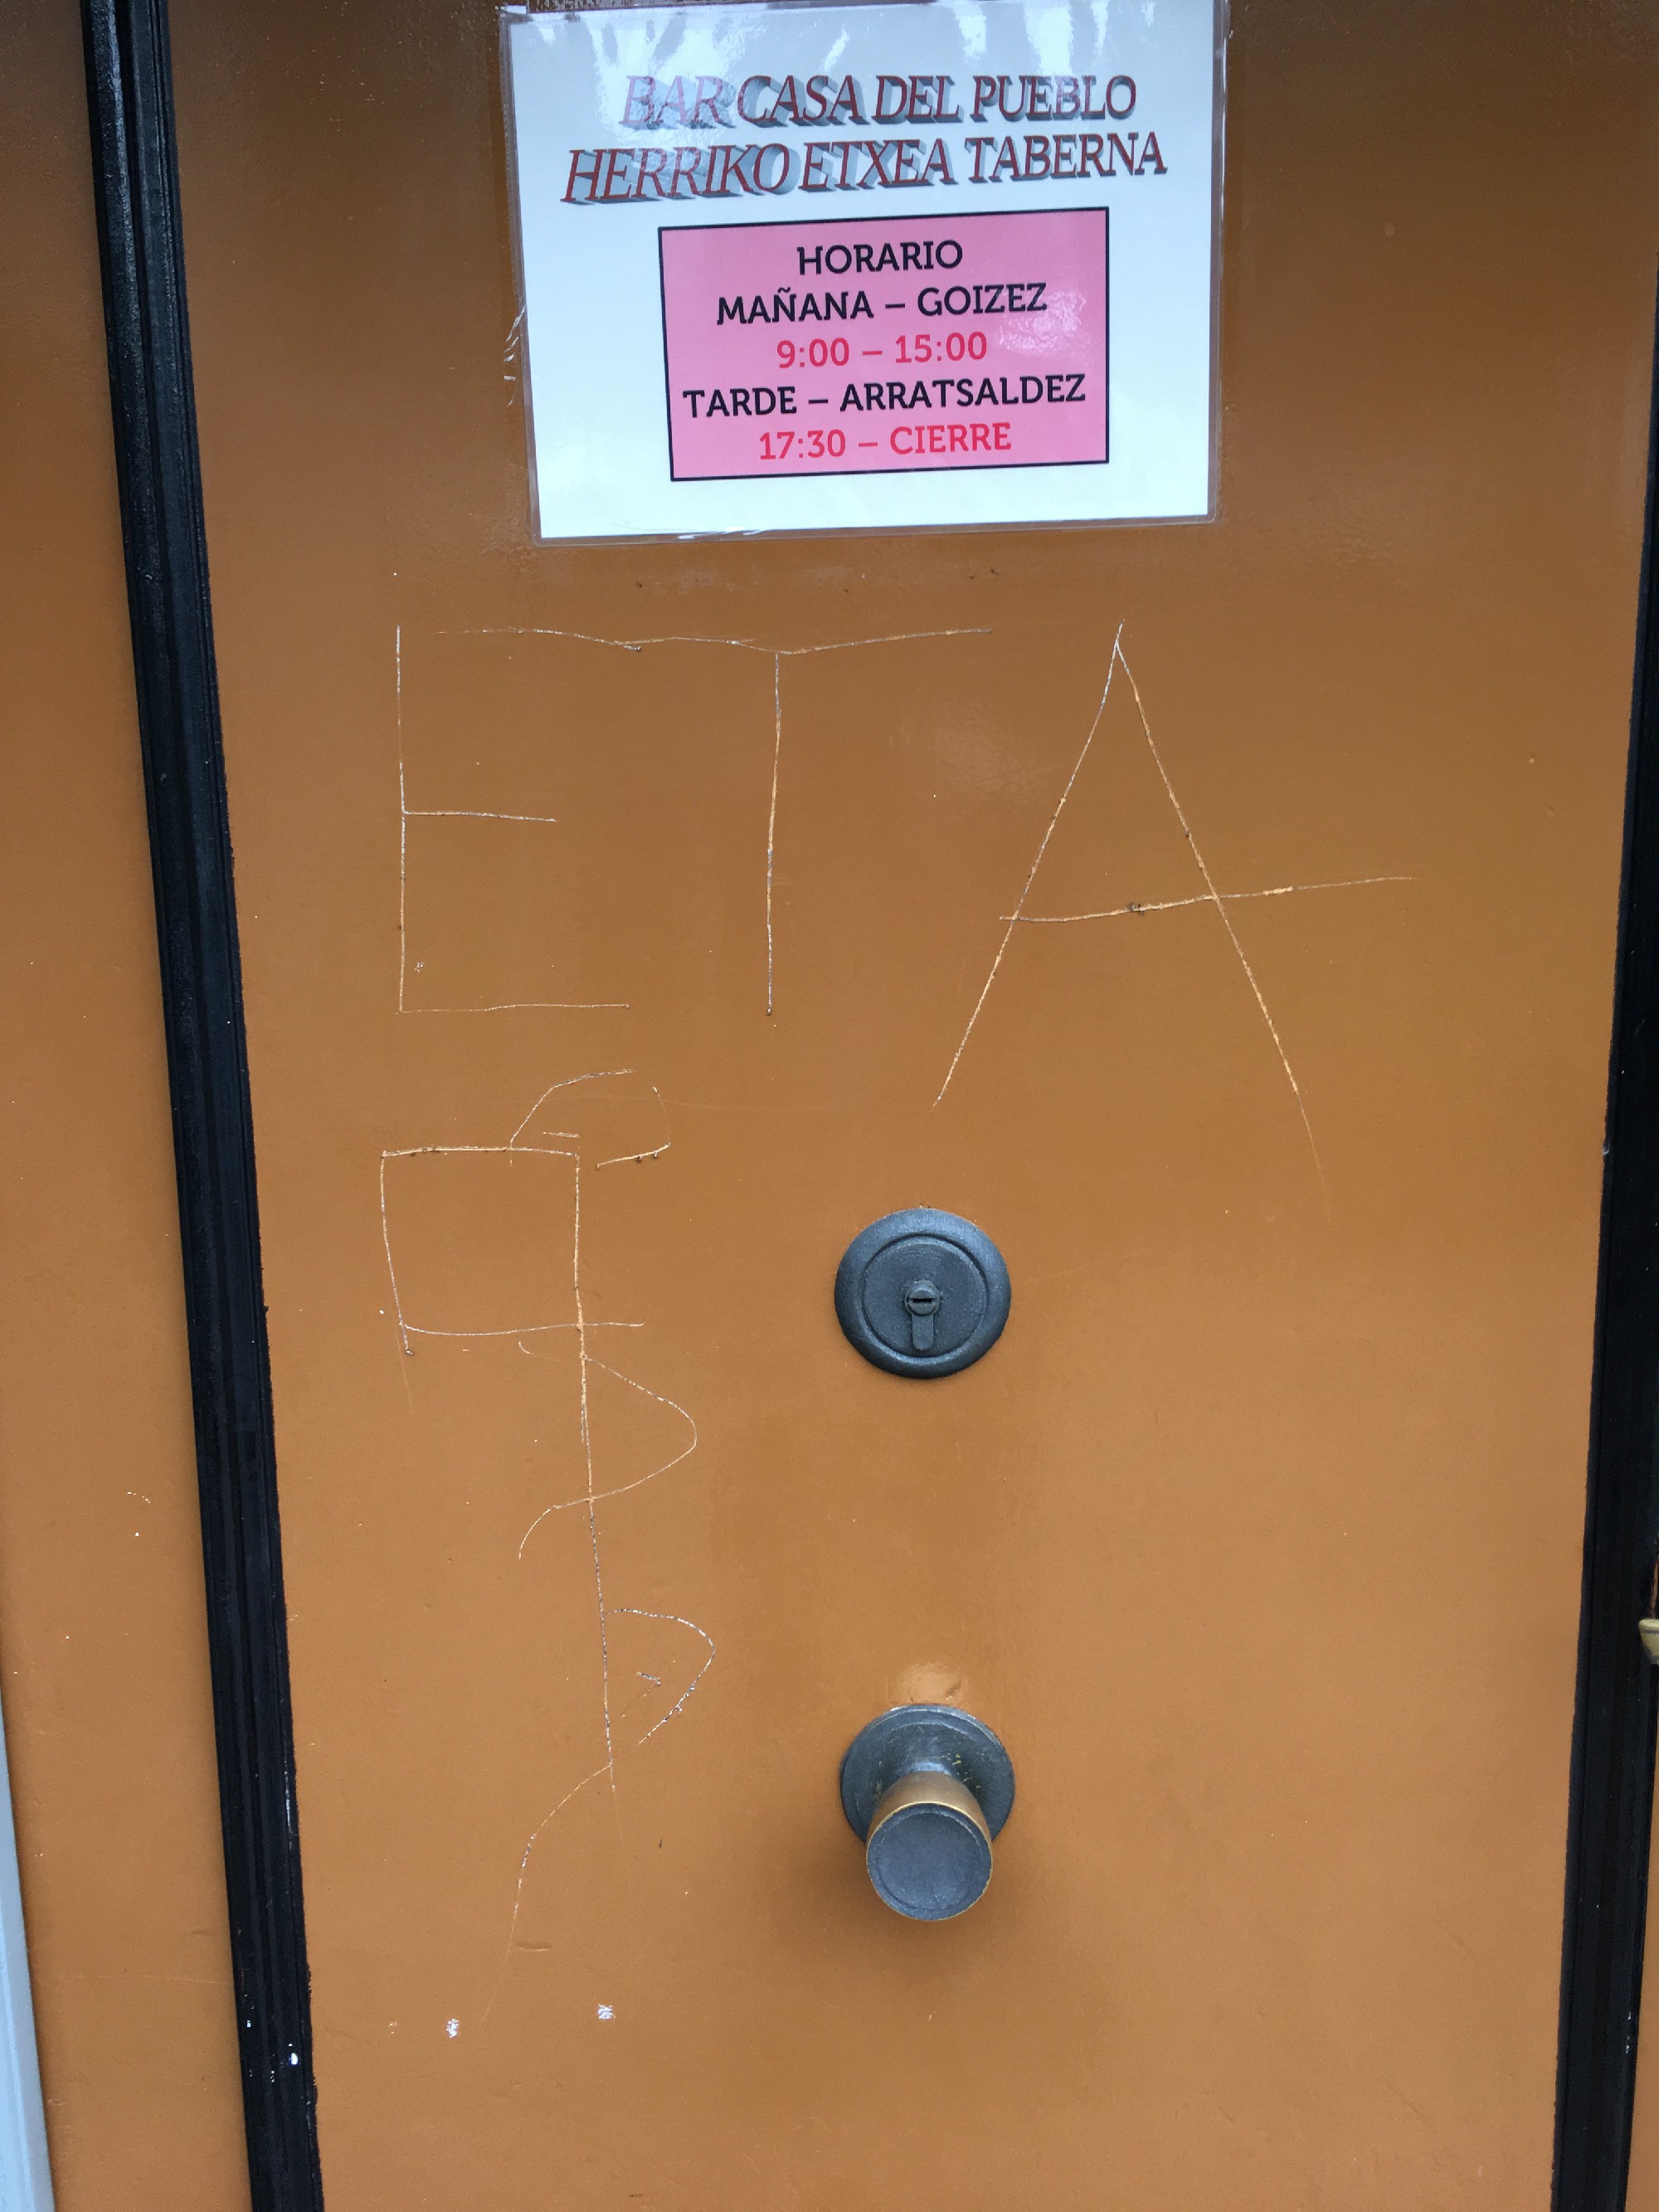 BAR CASA DEL PUEBLO
HERRIKO ETXEA TABERNA
HORARIO
MAÑANA – GOIZEZ
9:00 – 15:00
TARDE – ARRATSALDEZ
17:30 – CIERRE
ETA